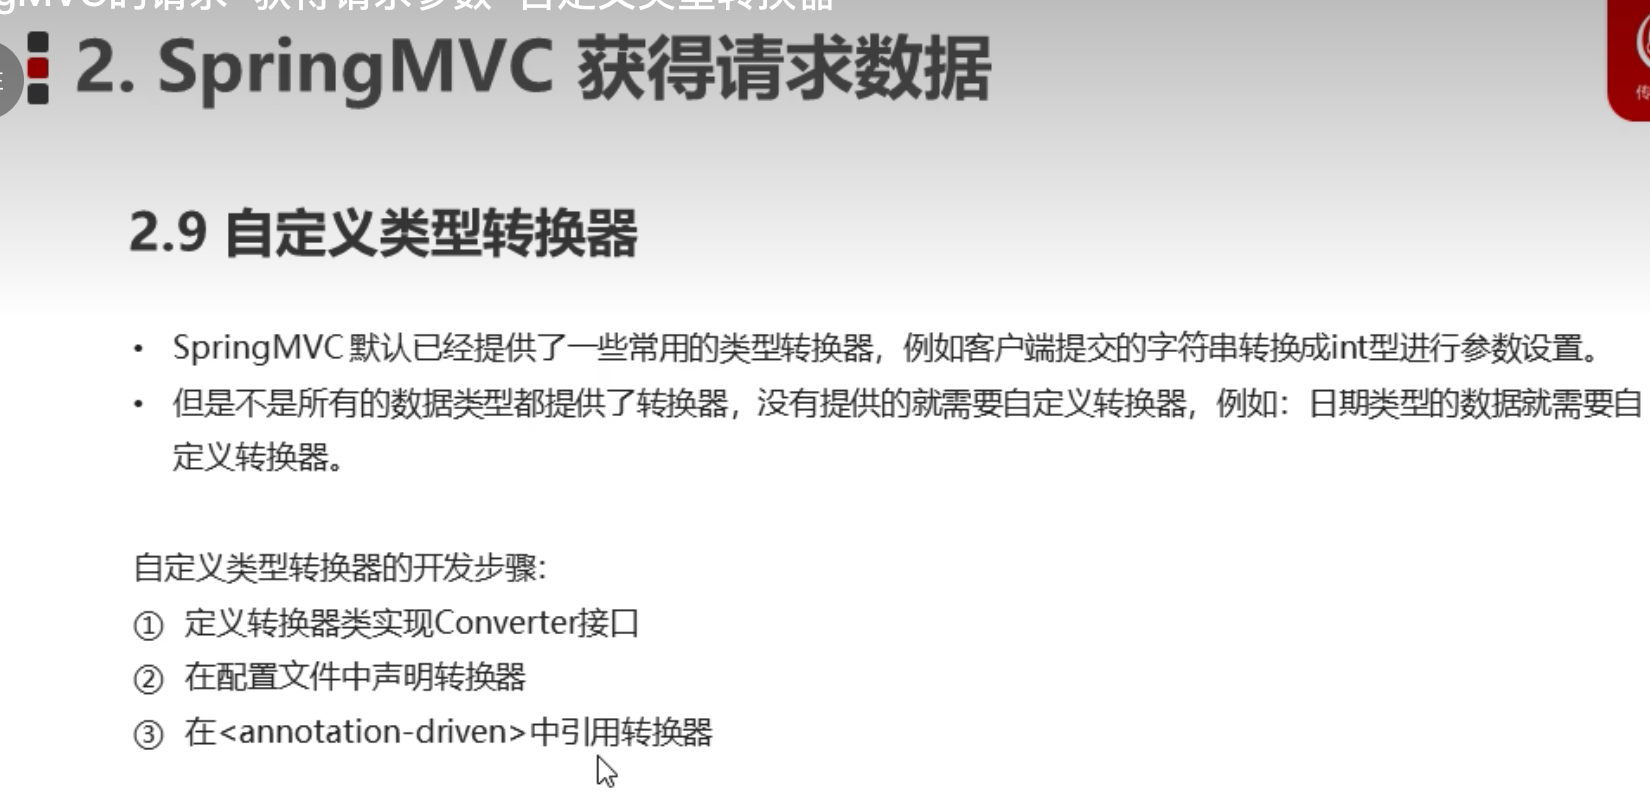 gMVC的请求-获得请求参数-自定义类型转换器
2. SpringMVC 获得请求数据
传
2.9 自定义类型转换器
• SpringMVC 默认已经提供了一些常用的类型转换器，例如客户端提交的字符串转换成int型进行参数设置。
• 但是不是所有的数据类型都提供了转换器，没有提供的就需要自定义转换器，例如：日期类型的数据就需要自
定义转换器。
自定义类型转换器的开发步骤：
① 定义转换器类实现Converter接口
② 在配置文件中声明转换器
③ 在<annotation-driven>中引用转换器